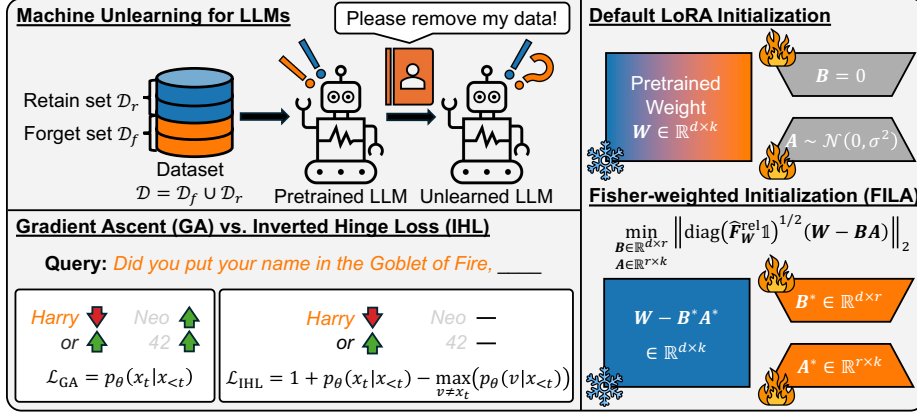 Machine Unlearning for LLMs
Please remove my data!
Retain set 𝒟_r
Forget set 𝒟_f
Dataset
𝒟 = 𝒟_f ∪ 𝒟_r
Pretrained LLM
Unlearned LLM
Gradient Ascent (GA) vs. Inverted Hinge Loss (IHL)
Query: Did you put your name in the Goblet of Fire, ____
Harry Neo
or 42
ℒ_GA = p_θ(x_t|x_{<t})
Harry Neo —
or 42 —
ℒ_IHL = 1 + p_θ(x_t|x_{<t}) − max_{v≠x_t}(p_θ(v|x_{<t}))
Default LoRA Initialization
Pretrained
Weight
W ∈ ℝ^{d×k}
B = 0
A ~ 𝒩(0, σ²)
Fisher-weighted Initialization (FILA)
min_{B∈ℝ^{d×r} A∈ℝ^{r×k}} ‖diag(F̂_W^rel 𝟙)^{1/2} (W − BA)‖_2
W − B*A*
∈ ℝ^{d×k}
B* ∈ ℝ^{d×r}
A* ∈ ℝ^{r×k}